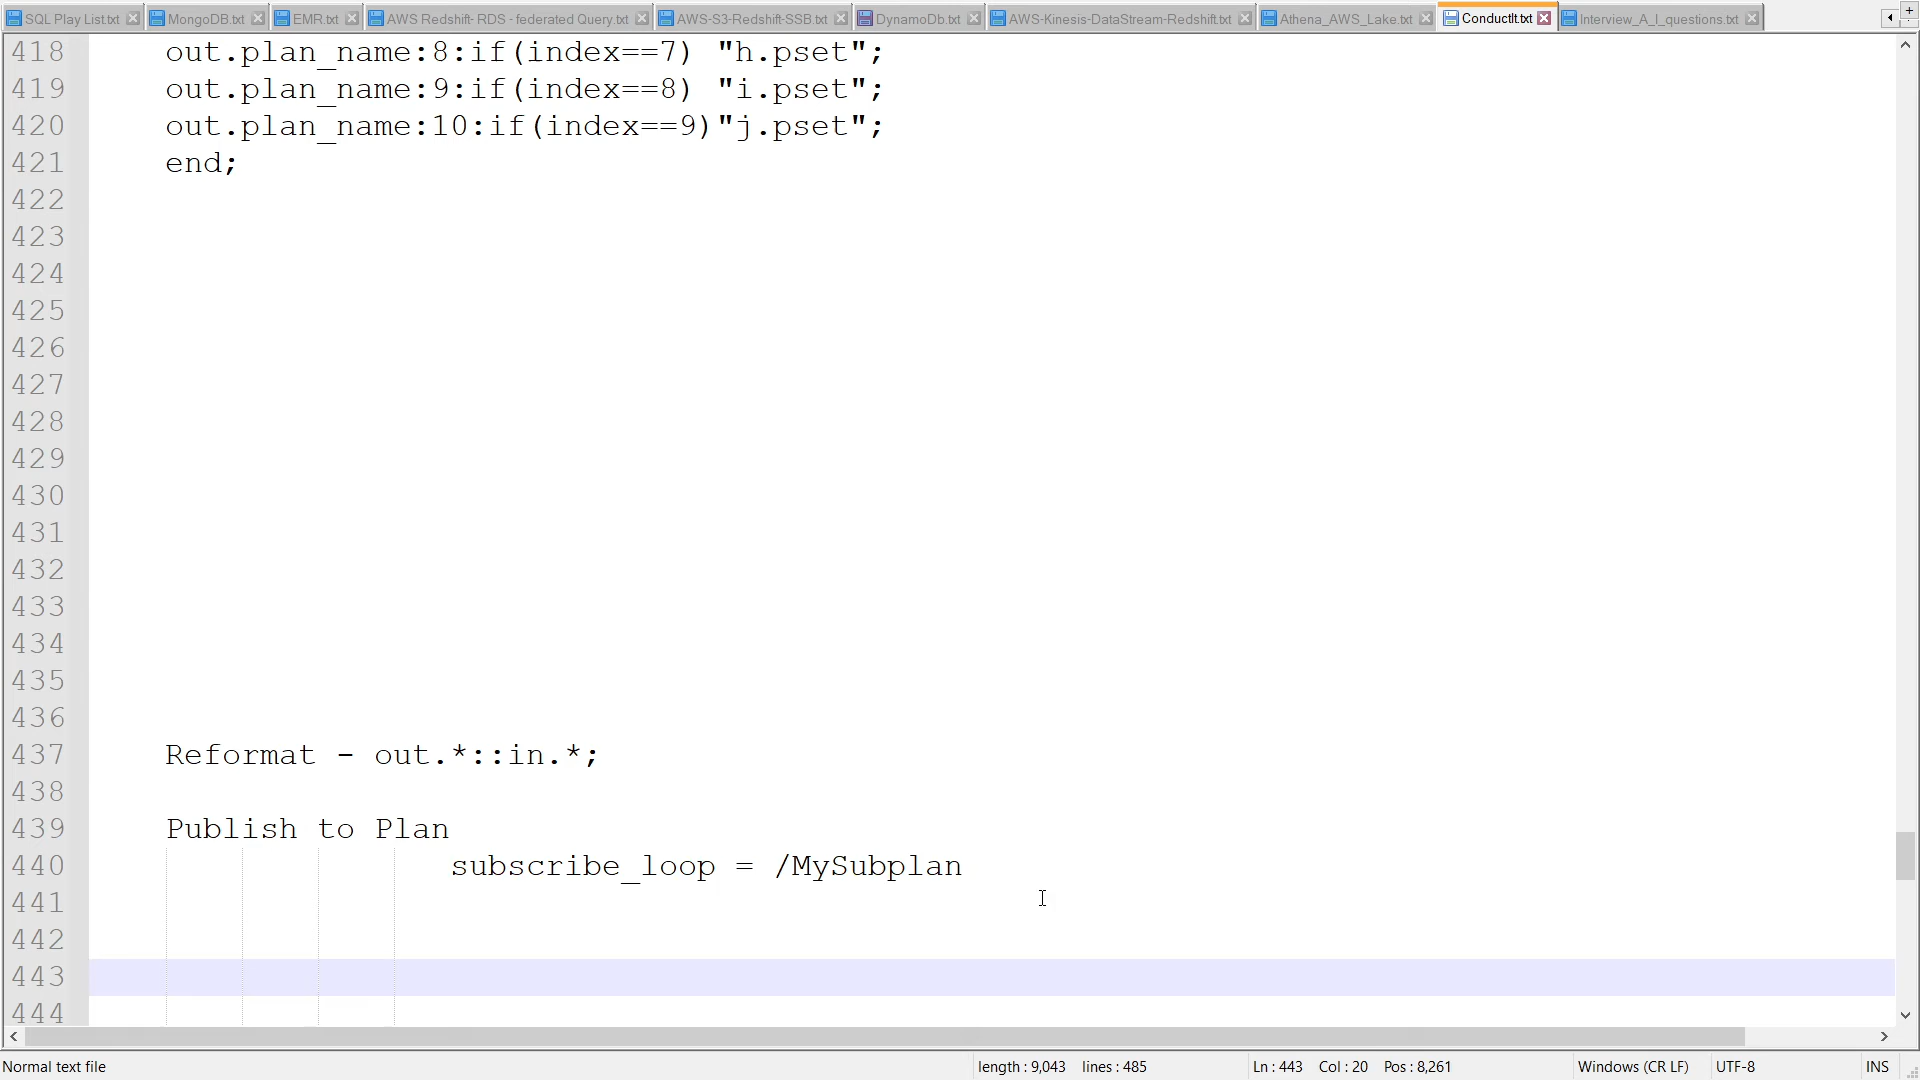 SQL Play List.txt MongoDB.txt EMR.txt AWS Redshift- RDS - federated Query.txt AWS-S3-Redshift-SSB.txt DynamoDb.txt AWS-Kinesis-DataStream-Redshift.txt Athena_AWS_Lake.txt ConductIt.txt Interview_A_I_questions.txt
418 out.plan_name:8:if(index==7) "h.pset";
419 out.plan_name:9:if(index==8) "i.pset";
420 out.plan_name:10:if(index==9)"j.pset";
421 end;
422
423
424
425
426
427
428
429
430
431
432
433
434
435
436
437 Reformat - out.*::in.*;
438
439 Publish to Plan
440 subscribe_loop = /MySubplan
441
442
443
444
Normal text file length : 9,043 lines : 485 Ln : 443 Col : 20 Pos : 8,261 Windows (CR LF) UTF-8 INS